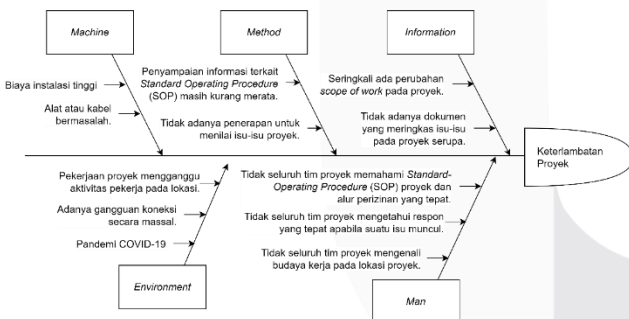 Machine
Method
Information
Biaya instalasi tinggi
Alat atau kabel
bermasalah.
Penyampaian informasi terkait
Standard Operating Procedure
(SOP) masih kurang merata.
Tidak adanya penerapan untuk
menilai isu-isu proyek.
Seringkali ada perubahan
scope of work pada proyek.
Tidak adanya dokumen
yang meringkas isu-isu
pada proyek serupa.
Keterlambatan
Proyek
Pekerjaan proyek mengganggu
aktivitas pekerja pada lokasi.
Adanya gangguan koneksi
secara massal.
Pandemi COVID-19
Tidak seluruh tim proyek memahami Standard-
Operating Procedure (SOP) proyek dan
alur perizinan yang tepat.
Tidak seluruh tim proyek mengetahui respon
yang tepat apabila suatu isu muncul.
Tidak seluruh tim proyek mengenali
budaya kerja pada lokasi proyek.
Environment
Man